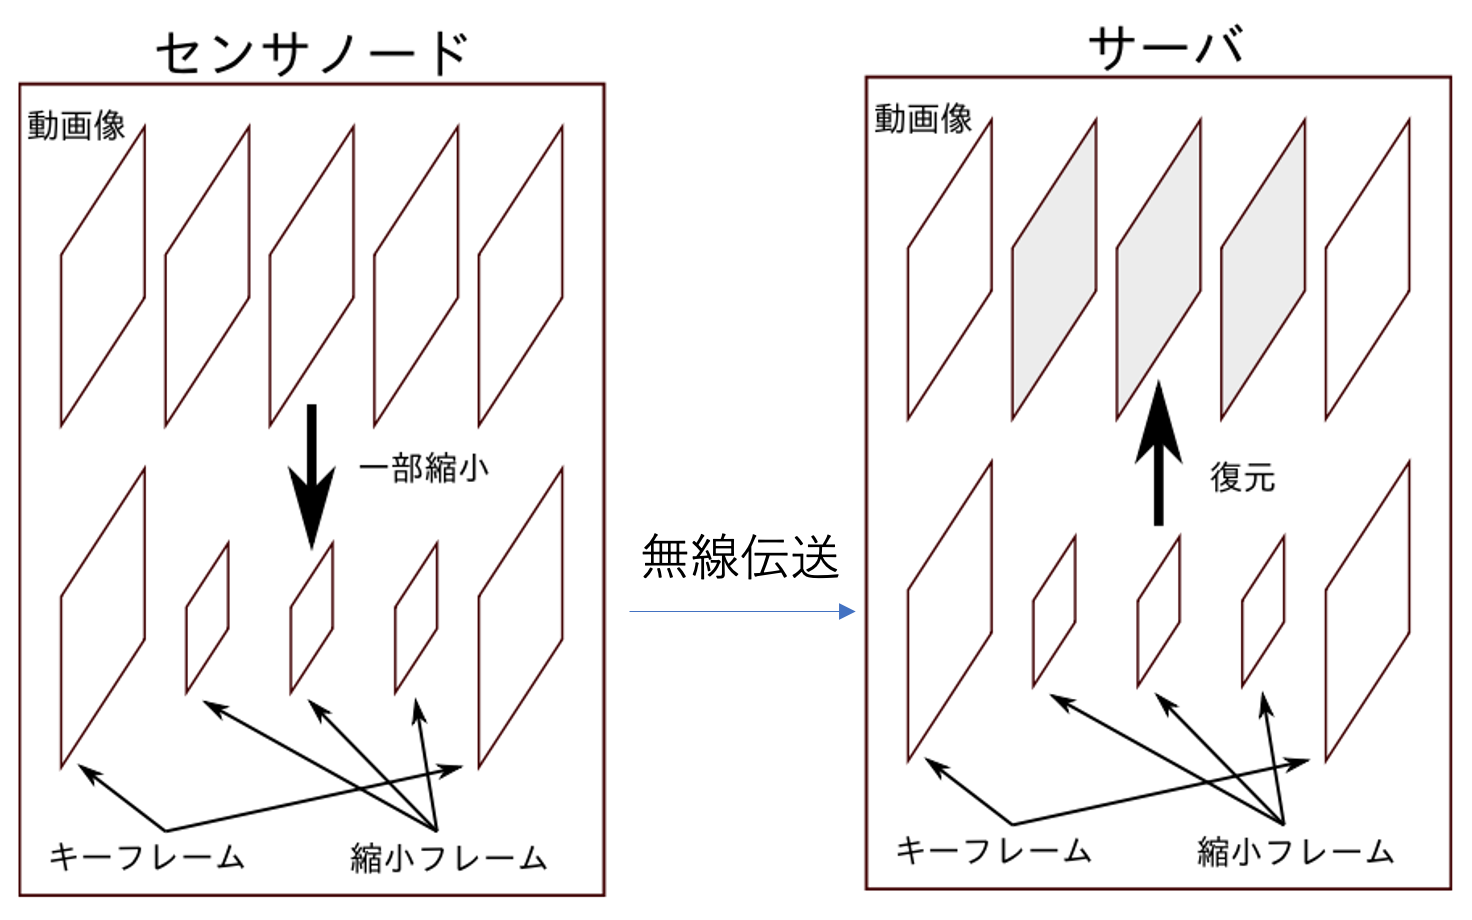 センサノード
動画像
一部縮小
キーフレーム
縮小フレーム
無線伝送
サーバ
動画像
復元
キーフレーム
縮小フレーム